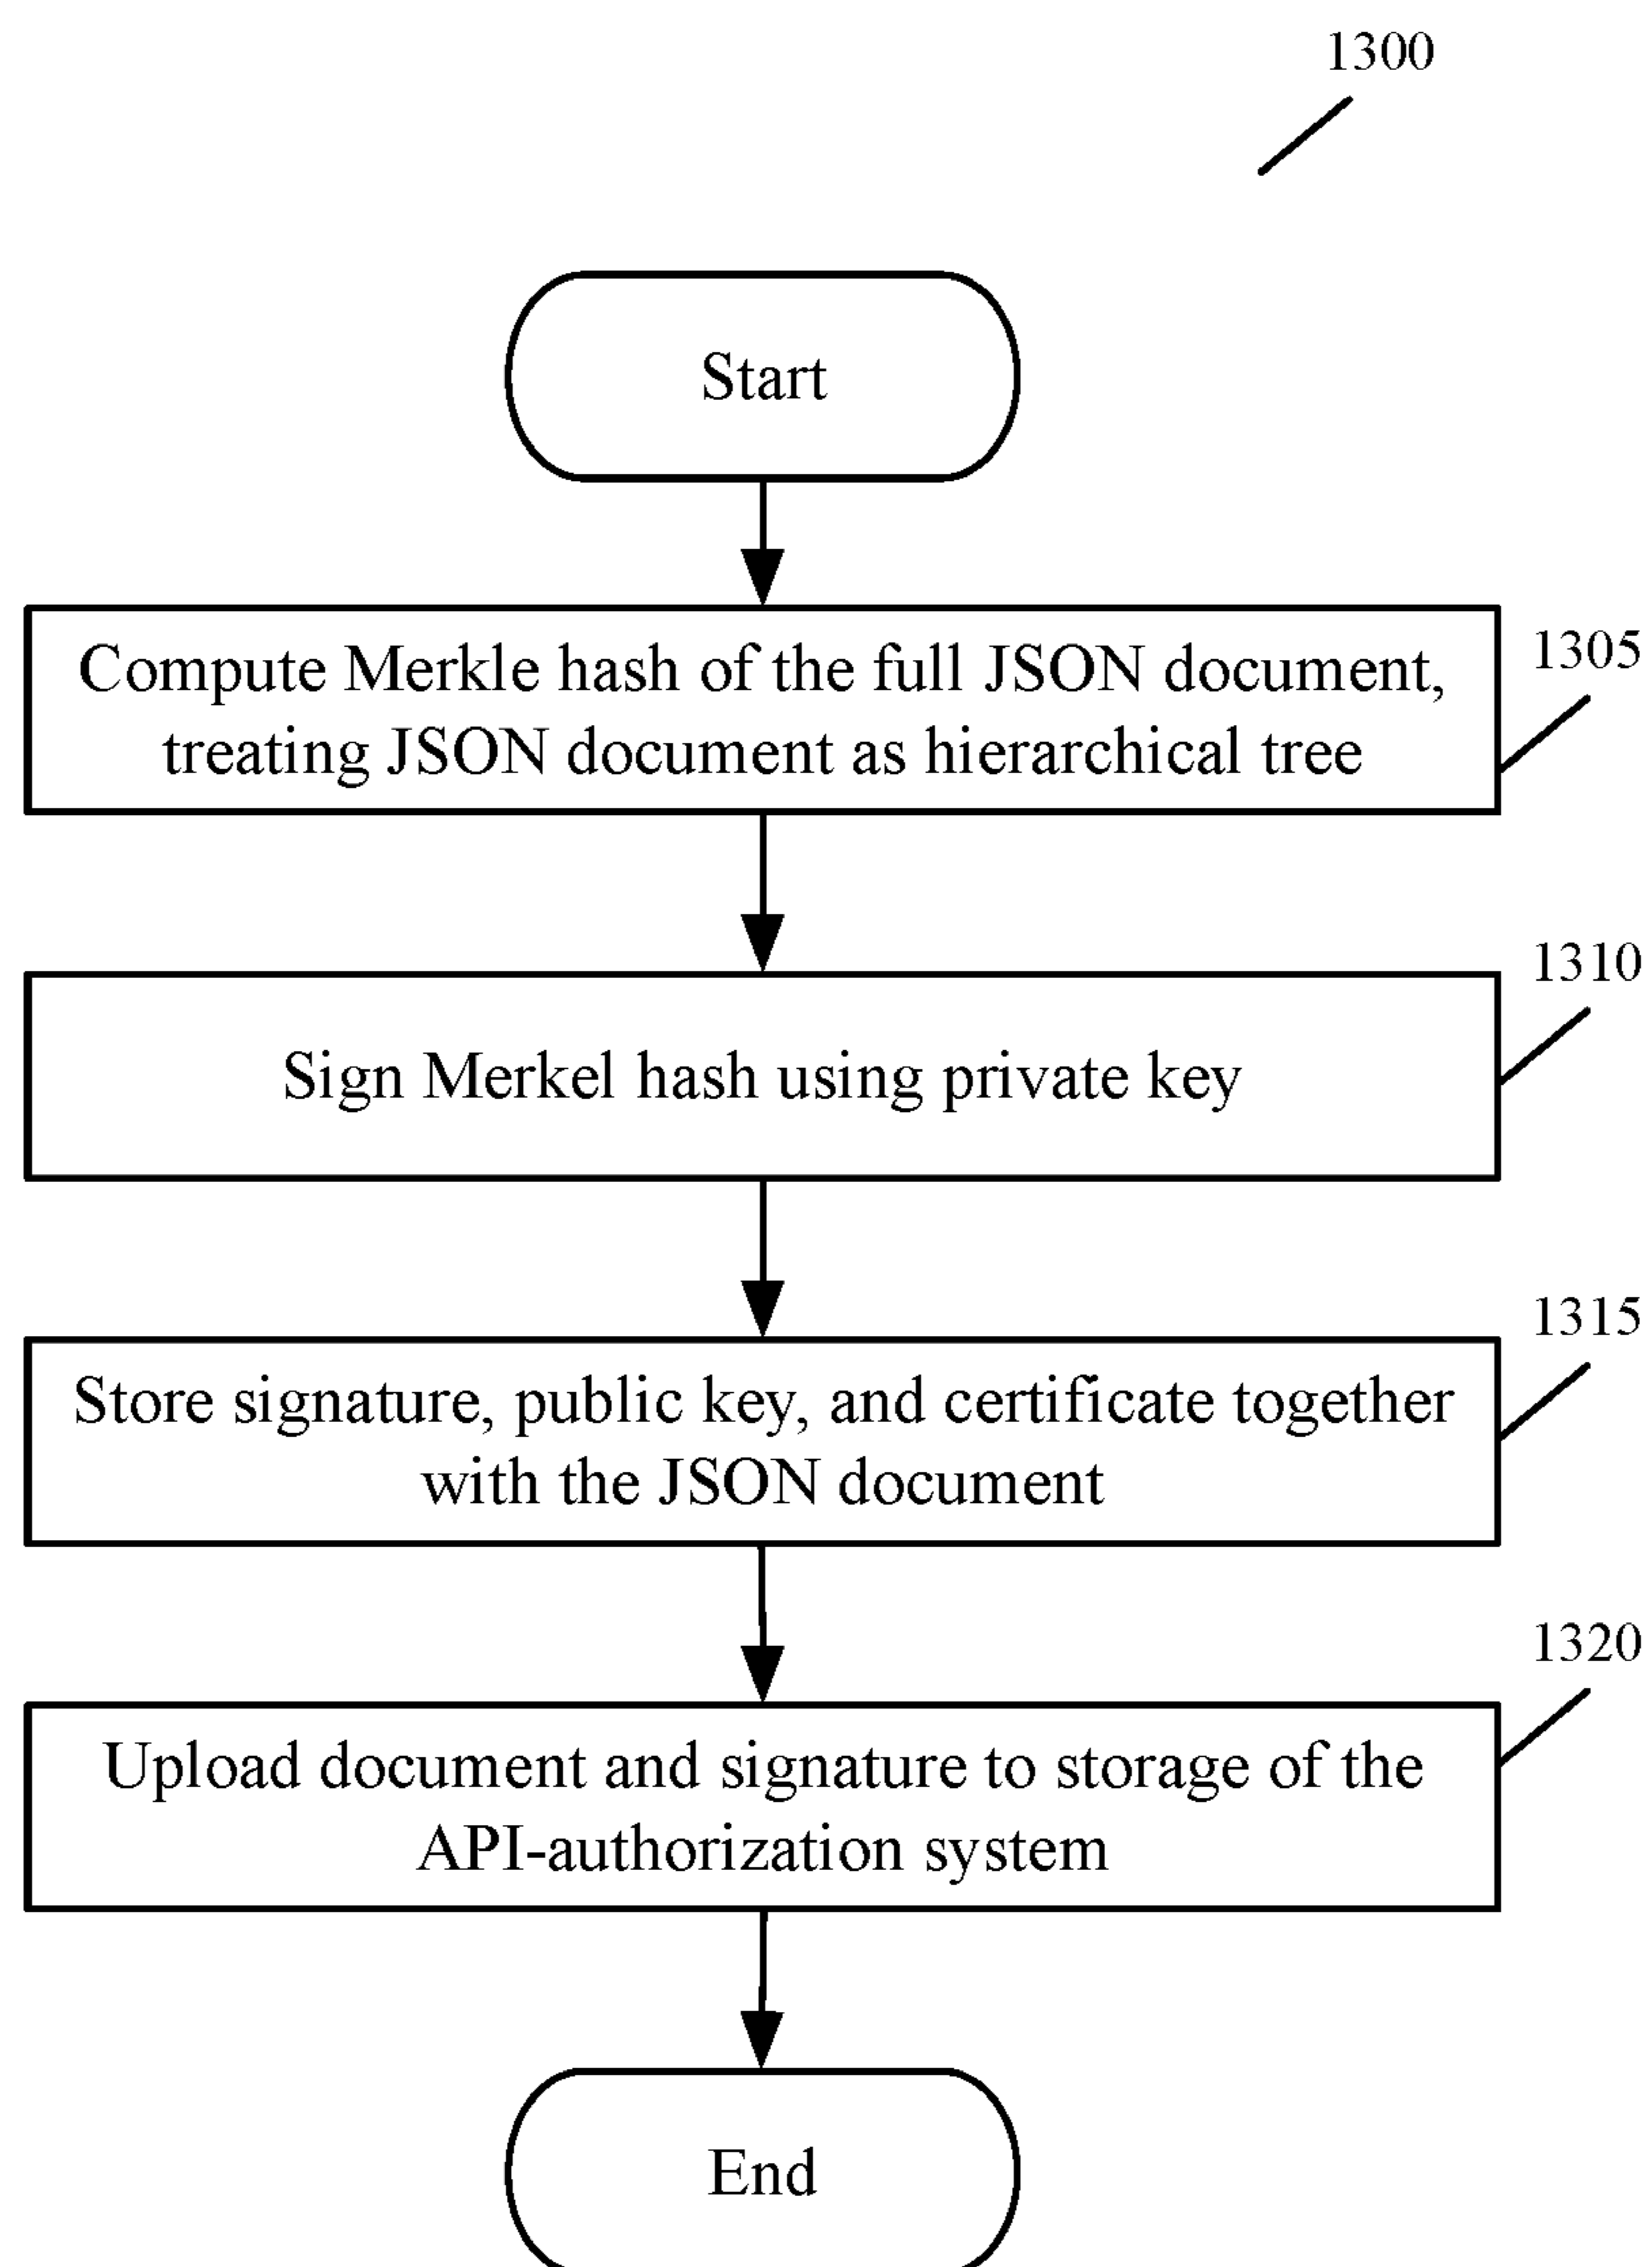 1300
Start
Compute Merkle hash of the full JSON document,
treating JSON document as hierarchical tree
1305
Sign Merkel hash using private key
1310
Store signature, public key, and certificate together
with the JSON document
1315
Upload document and signature to storage of the
API-authorization system
1320
End